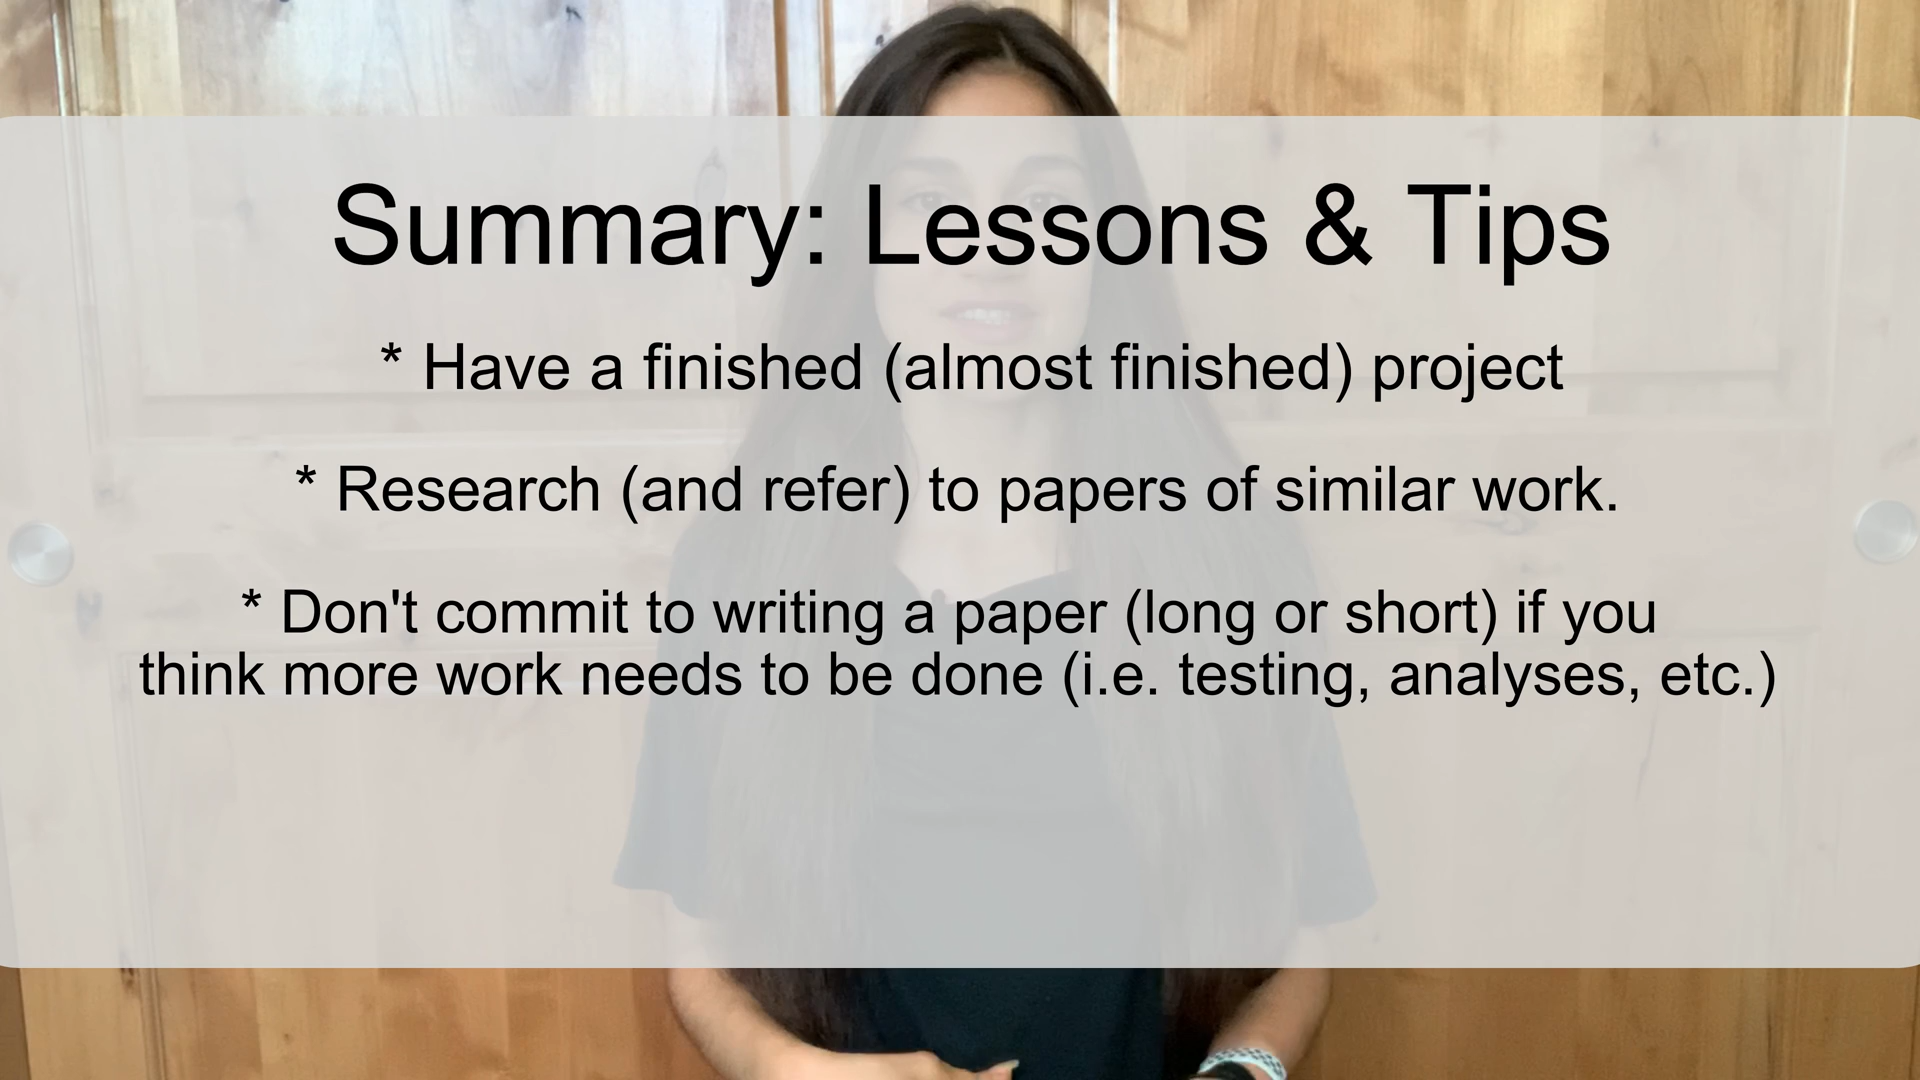 Summary: Lessons & Tips
* Have a finished (almost finished) project
* Research (and refer) to papers of similar work.
* Don't commit to writing a paper (long or short) if you
think more work needs to be done (i.e. testing, analyses, etc.)